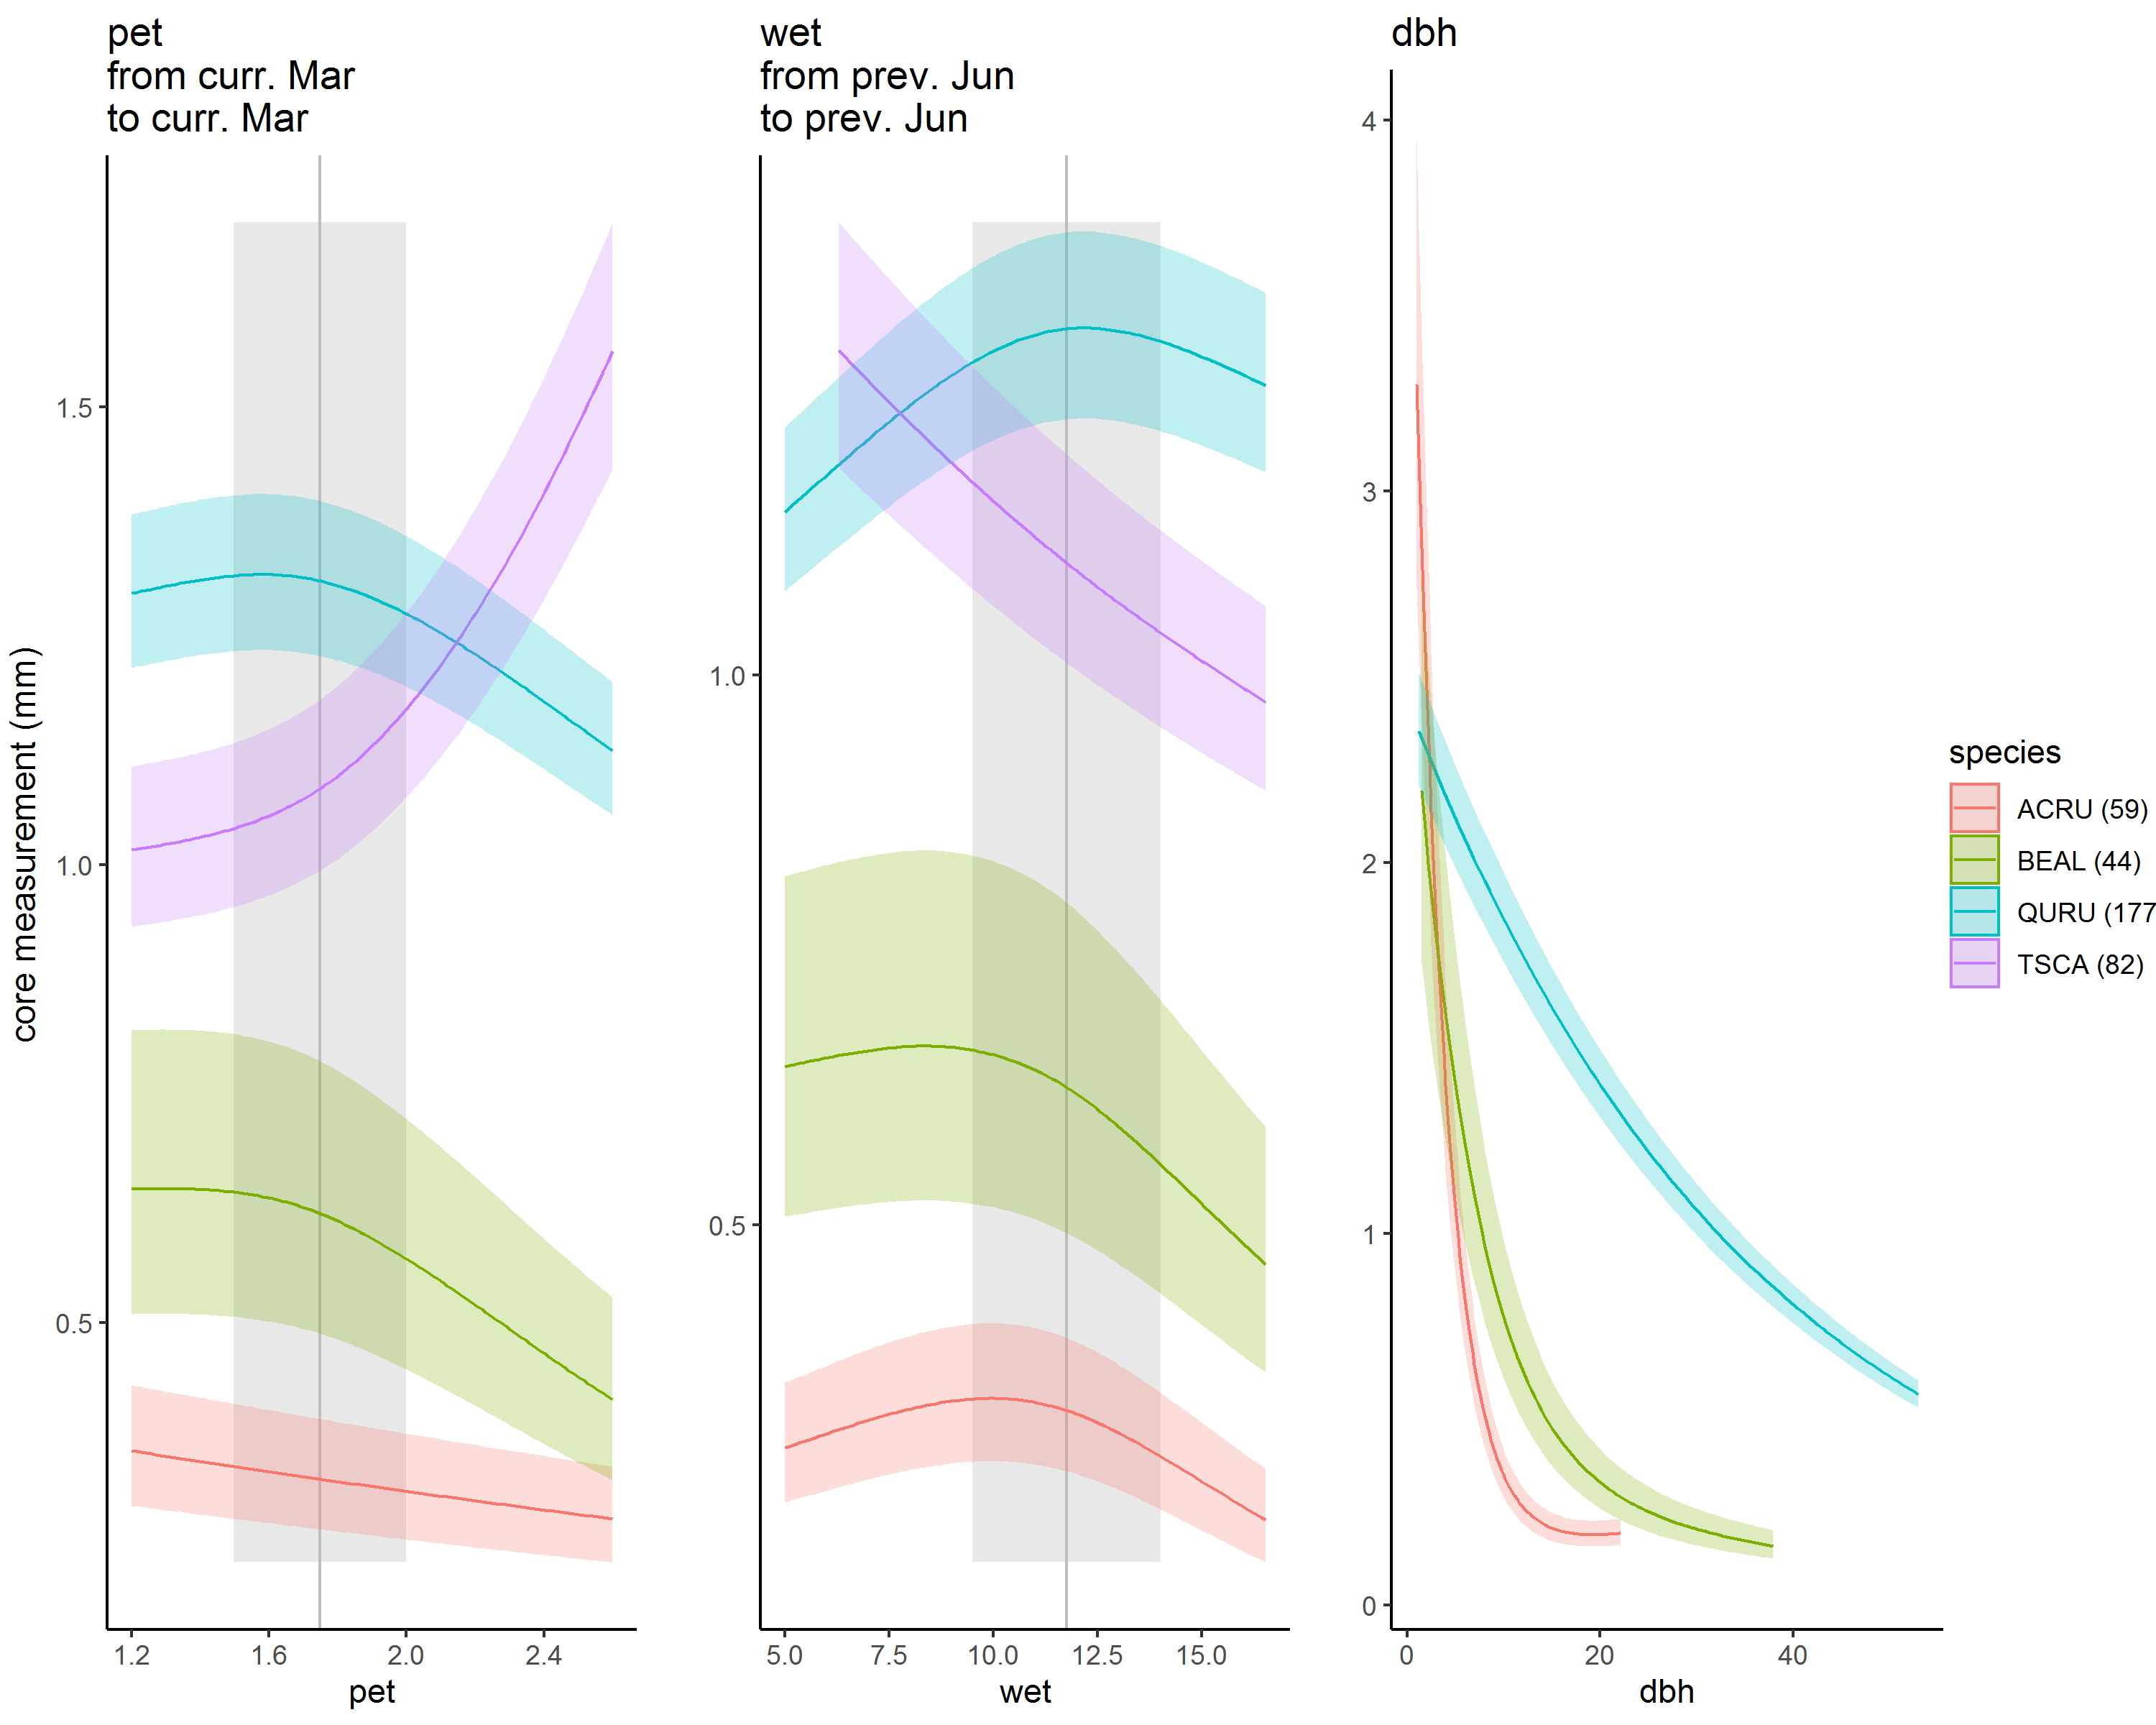 pet
from curr. Mar
to curr. Mar
wet
from prev. Jun
to prev. Jun
dbh
core measurement (mm)
1.5
1.0
0.5
1.2
1.6
2.0
2.4
pet
1.0
0.5
5.0
7.5
10.0
12.5
15.0
wet
4
3
2
1
0
0
20
40
dbh
species
ACRU (59)
BEAL (44)
QURU (177
TSCA (82)